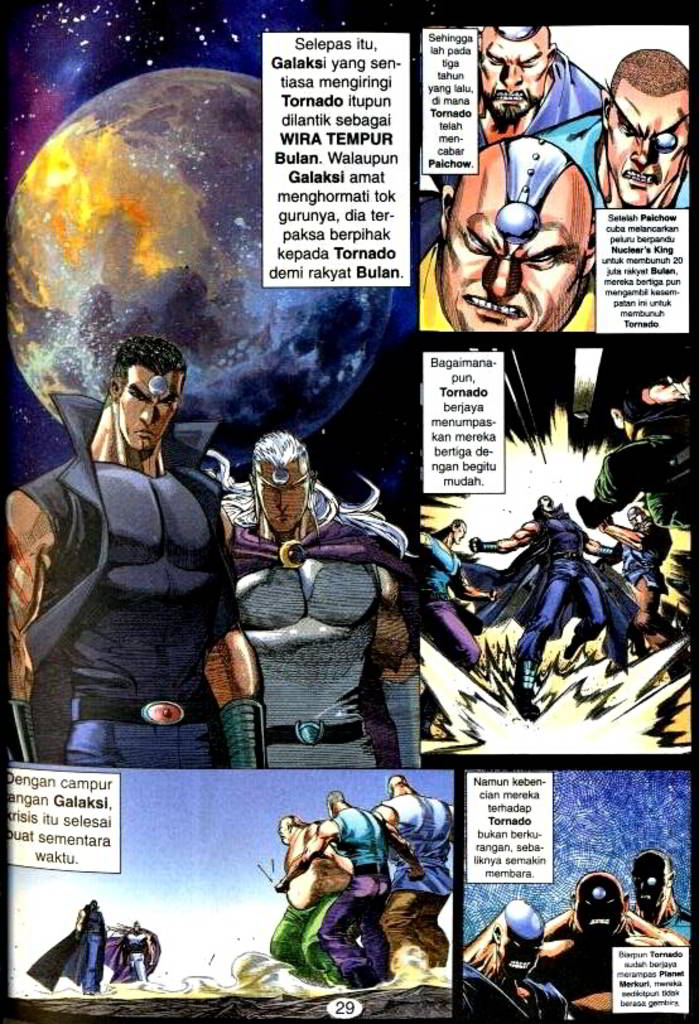 Selepas itu,
Galaksi yang sen-
tiasa mengiringi
Tornado itupun
dilantik sebagai
WIRA TEMPUR
Bulan. Walaupun
Galaksi amat
menghormati tok
gurunya, dia ter-
paksa berpihak
kepada Tornado
demi rakyat Bulan.
Sehingga
lah pada
tiga
tahun
yang lalu,
di mana
Tornado
telah
men-
cabar
Paichow.
Setelah Paichow
cuba melancarkan
peluru berpandu
Nuclear's King
untuk membunuh 20
juta rakyat Bulan,
mereka bertiga pun
mengambil kesem-
patan ini untuk
membunuh
Tornado.
Bagaimana-
pun,
Tornado
berjaya
menumpas-
kan mereka
bertiga de-
ngan begitu
mudah.
Dengan campur
tangan Galaksi,
krisis itu selesai
buat sementara
waktu.
Namun keben-
cian mereka
terhadap
Tornado
bukan berku-
rangan, seba-
liknya semakin
membara.
Biarpun Tornado
sudah berjaya
merampas Planet
Merkuri, mereka
sedikitpun tidak
berasa gembira.
29